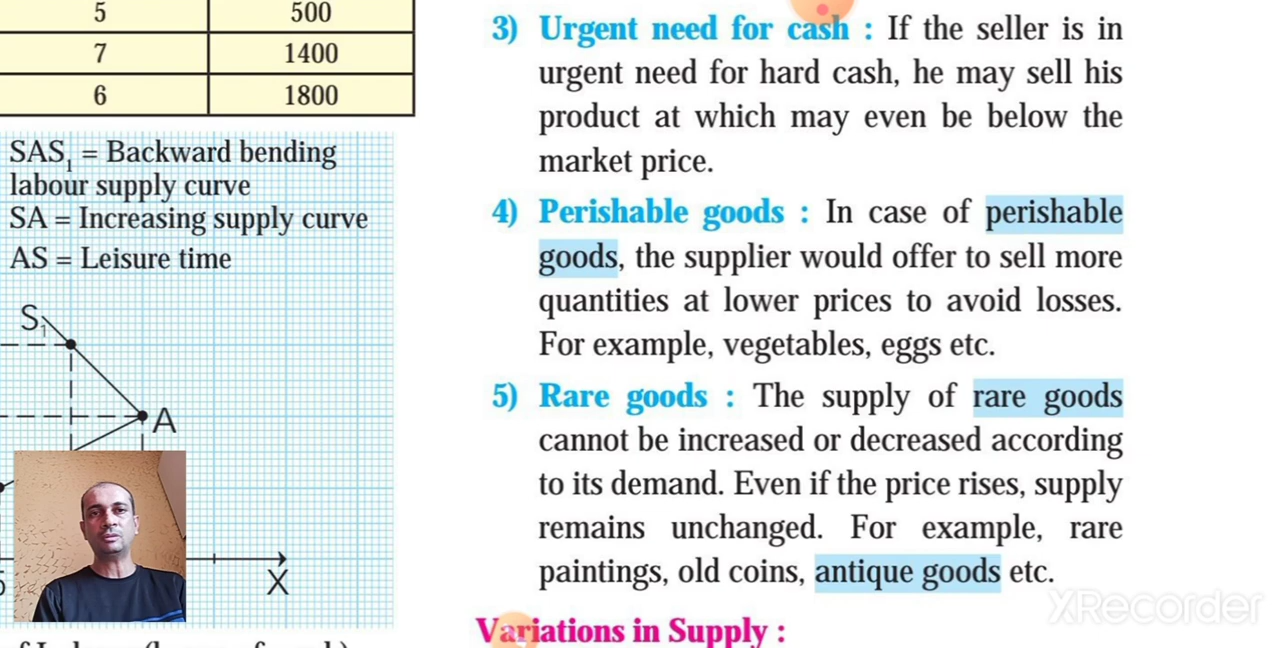 5 500
7 1400
6 1800
SAS₁ = Backward bending
labour supply curve
SA = Increasing supply curve
AS = Leisure time
S₁
A
X
3) Urgent need for cash : If the seller is in
urgent need for hard cash, he may sell his
product at which may even be below the
market price.
4) Perishable goods : In case of perishable
goods, the supplier would offer to sell more
quantities at lower prices to avoid losses.
For example, vegetables, eggs etc.
5) Rare goods : The supply of rare goods
cannot be increased or decreased according
to its demand. Even if the price rises, supply
remains unchanged. For example, rare
paintings, old coins, antique goods etc.
Variations in Supply :
XRecorder